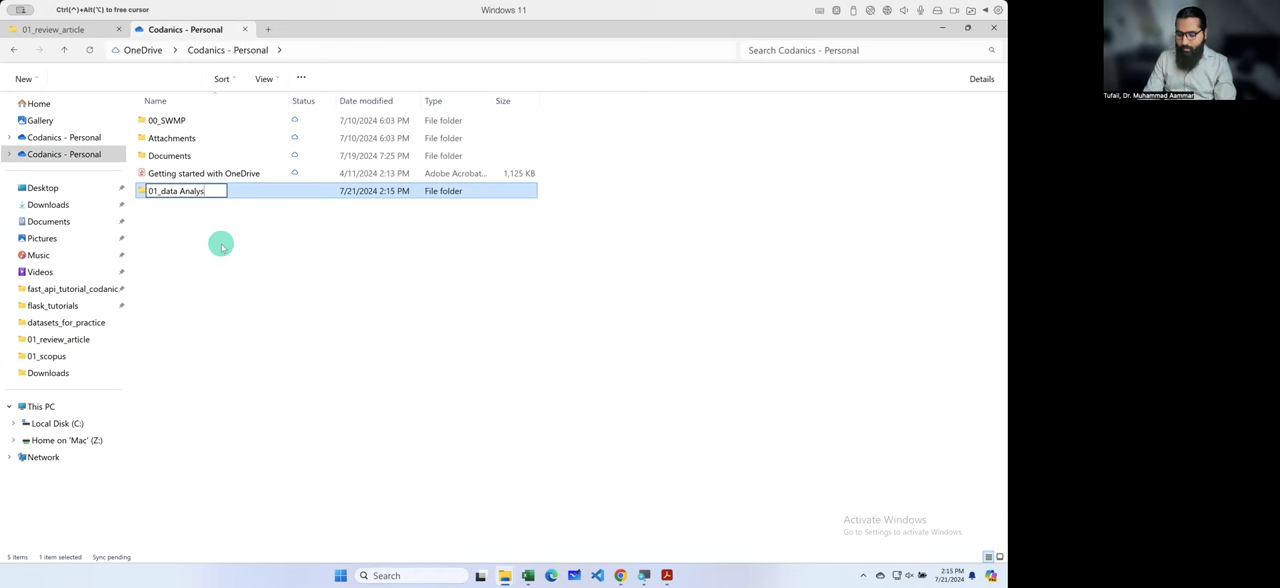 Ctrl(^)+Alt(⌥) to free cursor
Windows 11
01_review_article
Codanics - Personal
OneDrive
Codanics - Personal
Search Codanics - Personal
New
Sort
View
Details
Name
Status
Date modified
Type
Size
00_SWMP
7/10/2024 6:03 PM
File folder
Attachments
7/10/2024 6:03 PM
File folder
Documents
7/19/2024 7:25 PM
File folder
Getting started with OneDrive
4/11/2024 2:13 PM
Adobe Acrobat...
1,125 KB
01_data Analys
7/21/2024 2:15 PM
File folder
Home
Gallery
Codanics - Personal
Codanics - Personal
Desktop
Downloads
Documents
Pictures
Music
Videos
fast_api_tutorial_codanic
flask_tutorials
datasets_for_practice
01_review_article
01_scopus
Downloads
This PC
Local Disk (C:)
Home on 'Mac' (Z:)
Network
Activate Windows
Go to Settings to activate Windows.
5 items
1 item selected
Sync pending
Search
2:15 PM
7/21/2024
Tufail, Dr. Muhammad Aammar